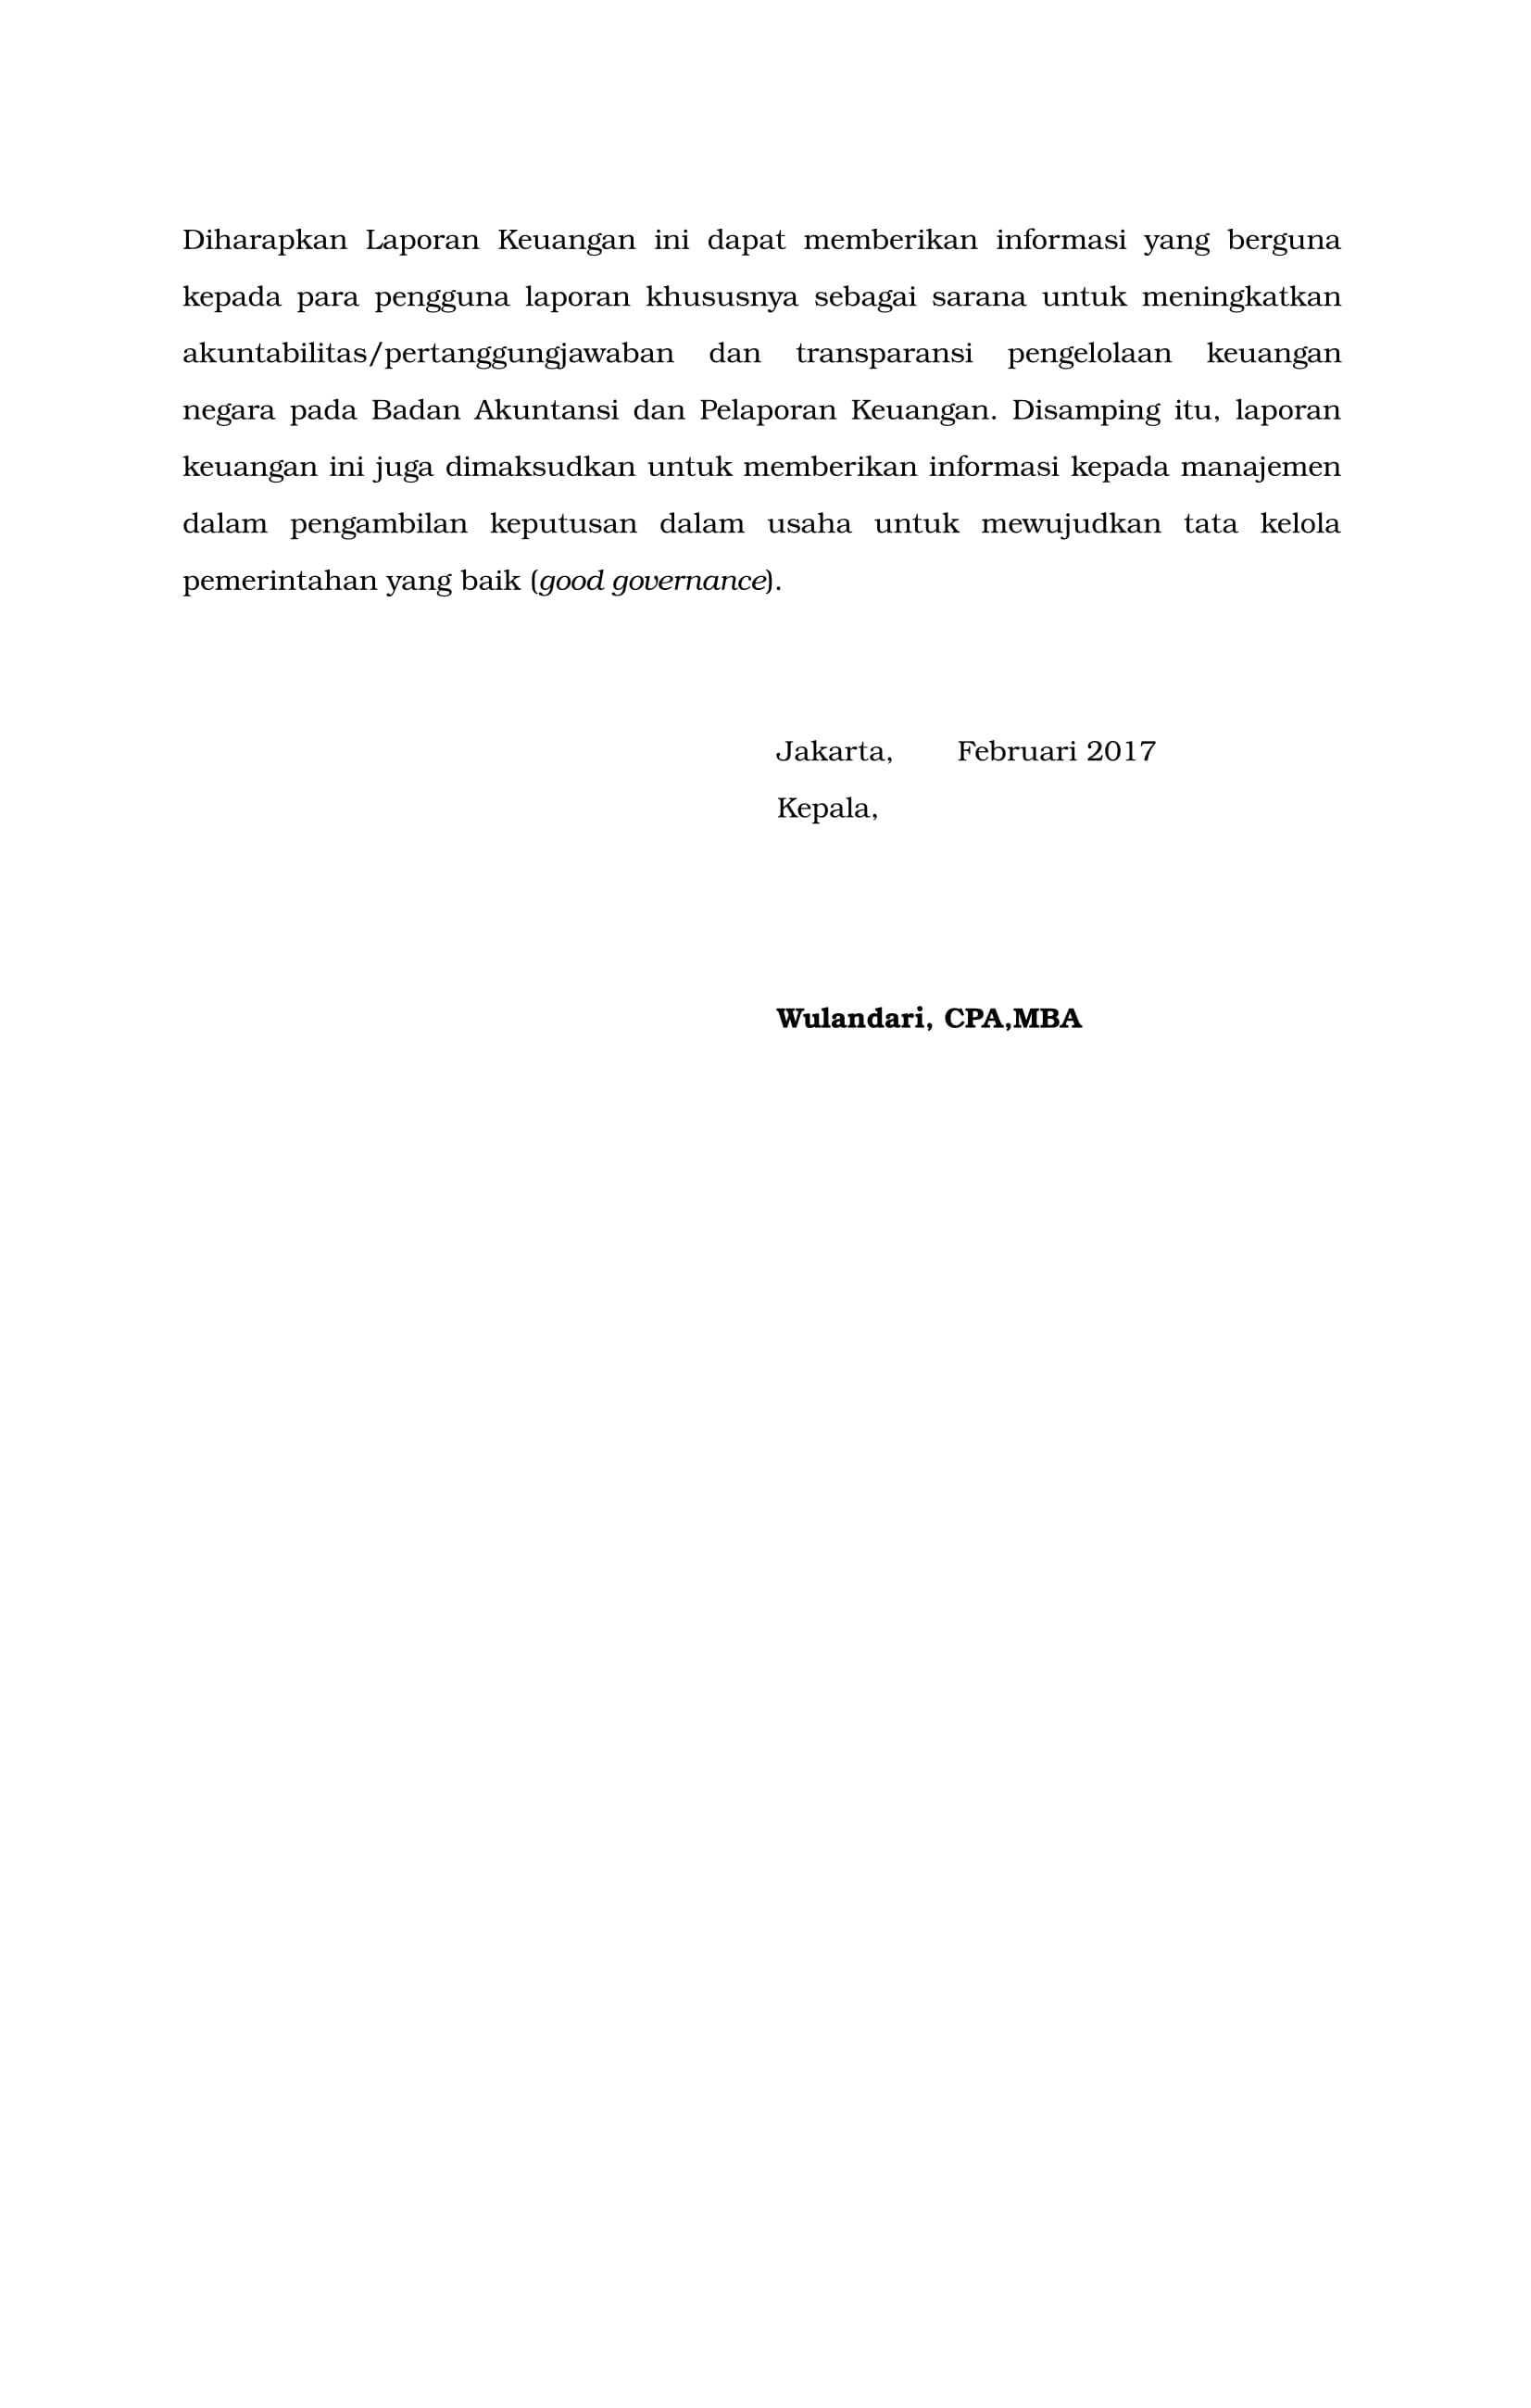 Diharapkan Laporan Keuangan ini dapat memberikan informasi yang berguna
kepada para pengguna laporan khususnya sebagai sarana untuk meningkatkan
akuntabilitas/pertanggungjawaban dan transparansi pengelolaan keuangan
negara pada Badan Akuntansi dan Pelaporan Keuangan. Disamping itu, laporan
keuangan ini juga dimaksudkan untuk memberikan informasi kepada manajemen
dalam pengambilan keputusan dalam usaha untuk mewujudkan tata kelola
pemerintahan yang baik (good governance).
Jakarta, Februari 2017
Kepala,
Wulandari, CPA,MBA